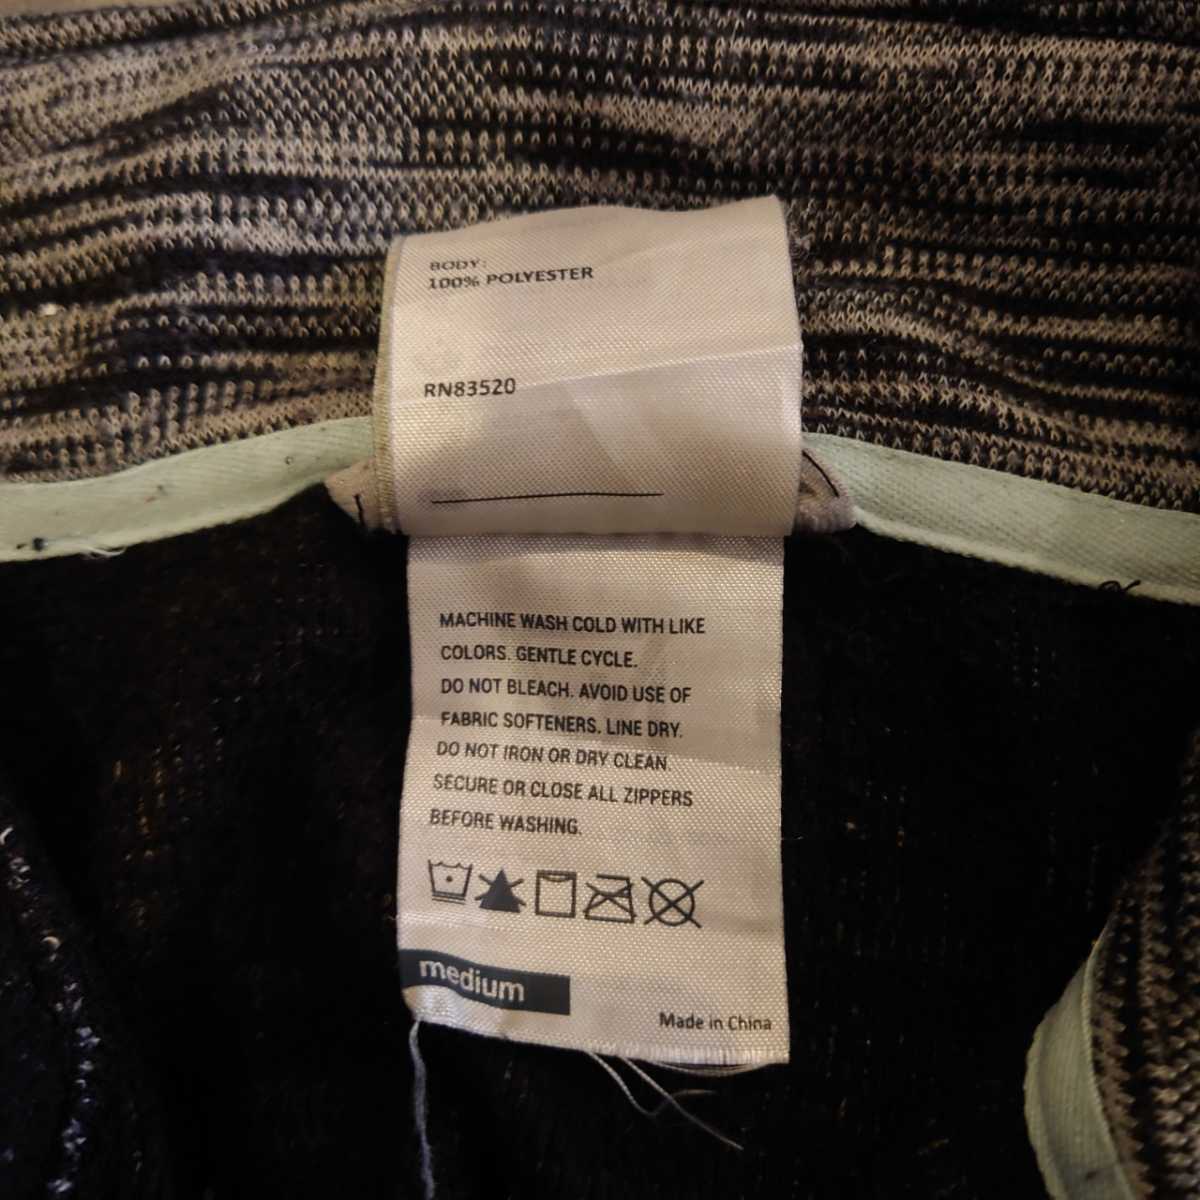 BODY:
100% POLYESTER
RN83520
MACHINE WASH COLD WITH LIKE
COLORS. GENTLE CYCLE.
DO NOT BLEACH. AVOID USE OF
FABRIC SOFTENERS. LINE DRY.
DO NOT IRON OR DRY CLEAN.
SECURE OR CLOSE ALL ZIPPERS
BEFORE WASHING.
medium
Made in China